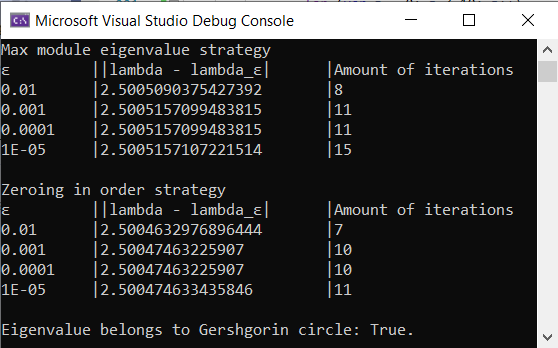 Microsoft Visual Studio Debug Console
Max module eigenvalue strategy
ε ||lambda - lambda_ε| |Amount of iterations
0.01 |2.5005090375427392 |8
0.001 |2.5005157099483815 |11
0.0001 |2.5005157099483815 |11
1E-05 |2.5005157107221514 |15
Zeroing in order strategy
ε ||lambda - lambda_ε| |Amount of iterations
0.01 |2.5004632976896444 |7
0.001 |2.50047463225907 |10
0.0001 |2.50047463225907 |10
1E-05 |2.500474633435846 |11
Eigenvalue belongs to Gershgorin circle: True.